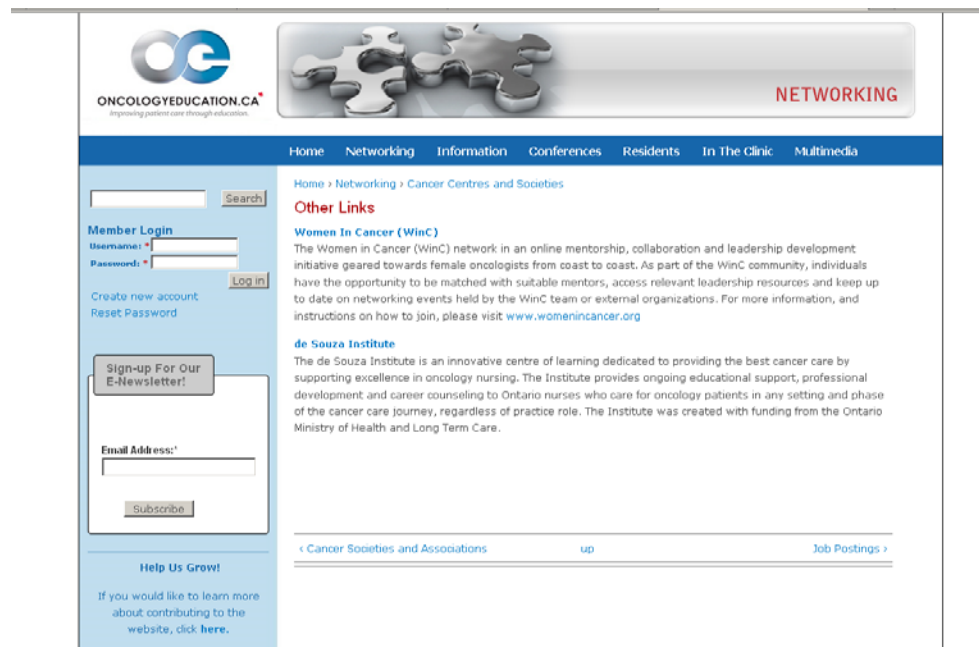 ONCOLOGYEDUCATION.CA
Improving patient care through education.
NETWORKING
Home Networking Information Conferences Residents In The Clinic Multimedia
Search
Member Login
Username: *
Password: *
Log in
Create new account
Reset Password
Sign-up For Our
E-Newsletter!
Email Address:*
Subscribe
Help Us Grow!
If you would like to learn more
about contributing to the
website, click here.
Home › Networking › Cancer Centres and Societies
Other Links
Women In Cancer (WinC)
The Women in Cancer (WinC) network in an online mentorship, collaboration and leadership development
initiative geared towards female oncologists from coast to coast. As part of the WinC community, individuals
have the opportunity to be matched with suitable mentors, access relevant leadership resources and keep up
to date on networking events held by the WinC team or external organizations. For more information, and
instructions on how to join, please visit www.womenincancer.org
de Souza Institute
The de Souza Institute is an innovative centre of learning dedicated to providing the best cancer care by
supporting excellence in oncology nursing. The Institute provides ongoing educational support, professional
development and career counseling to Ontario nurses who care for oncology patients in any setting and phase
of the cancer care journey, regardless of practice role. The Institute was created with funding from the Ontario
Ministry of Health and Long Term Care.
‹ Cancer Societies and Associations up Job Postings ›